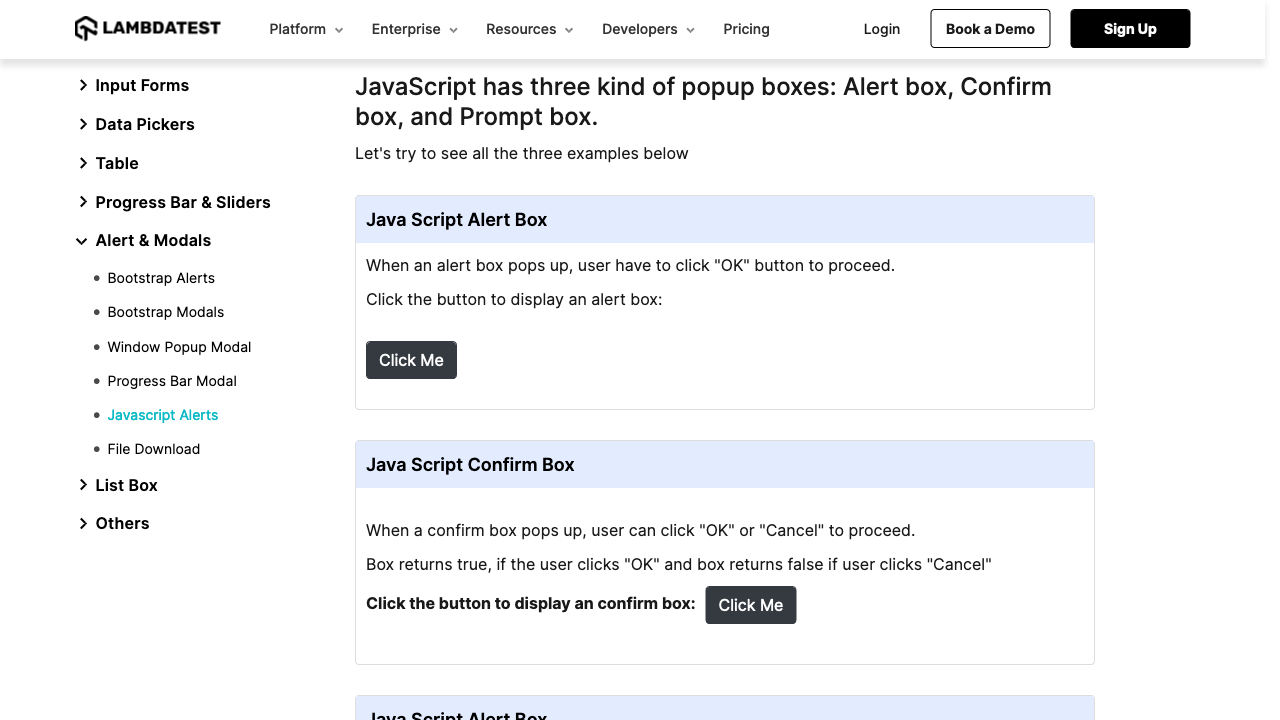 LAMBDATEST
Platform
Enterprise
Resources
Developers
Pricing
Login
Book a Demo
Sign Up
Input Forms
Data Pickers
Table
Progress Bar & Sliders
Alert & Modals
Bootstrap Alerts
Bootstrap Modals
Window Popup Modal
Progress Bar Modal
Javascript Alerts
File Download
List Box
Others
JavaScript has three kind of popup boxes: Alert box, Confirm
box, and Prompt box.
Let's try to see all the three examples below
Java Script Alert Box
When an alert box pops up, user have to click "OK" button to proceed.
Click the button to display an alert box:
Click Me
Java Script Confirm Box
When a confirm box pops up, user can click "OK" or "Cancel" to proceed.
Box returns true, if the user clicks "OK" and box returns false if user clicks "Cancel"
Click the button to display an confirm box: Click Me
Java Script Alert Box